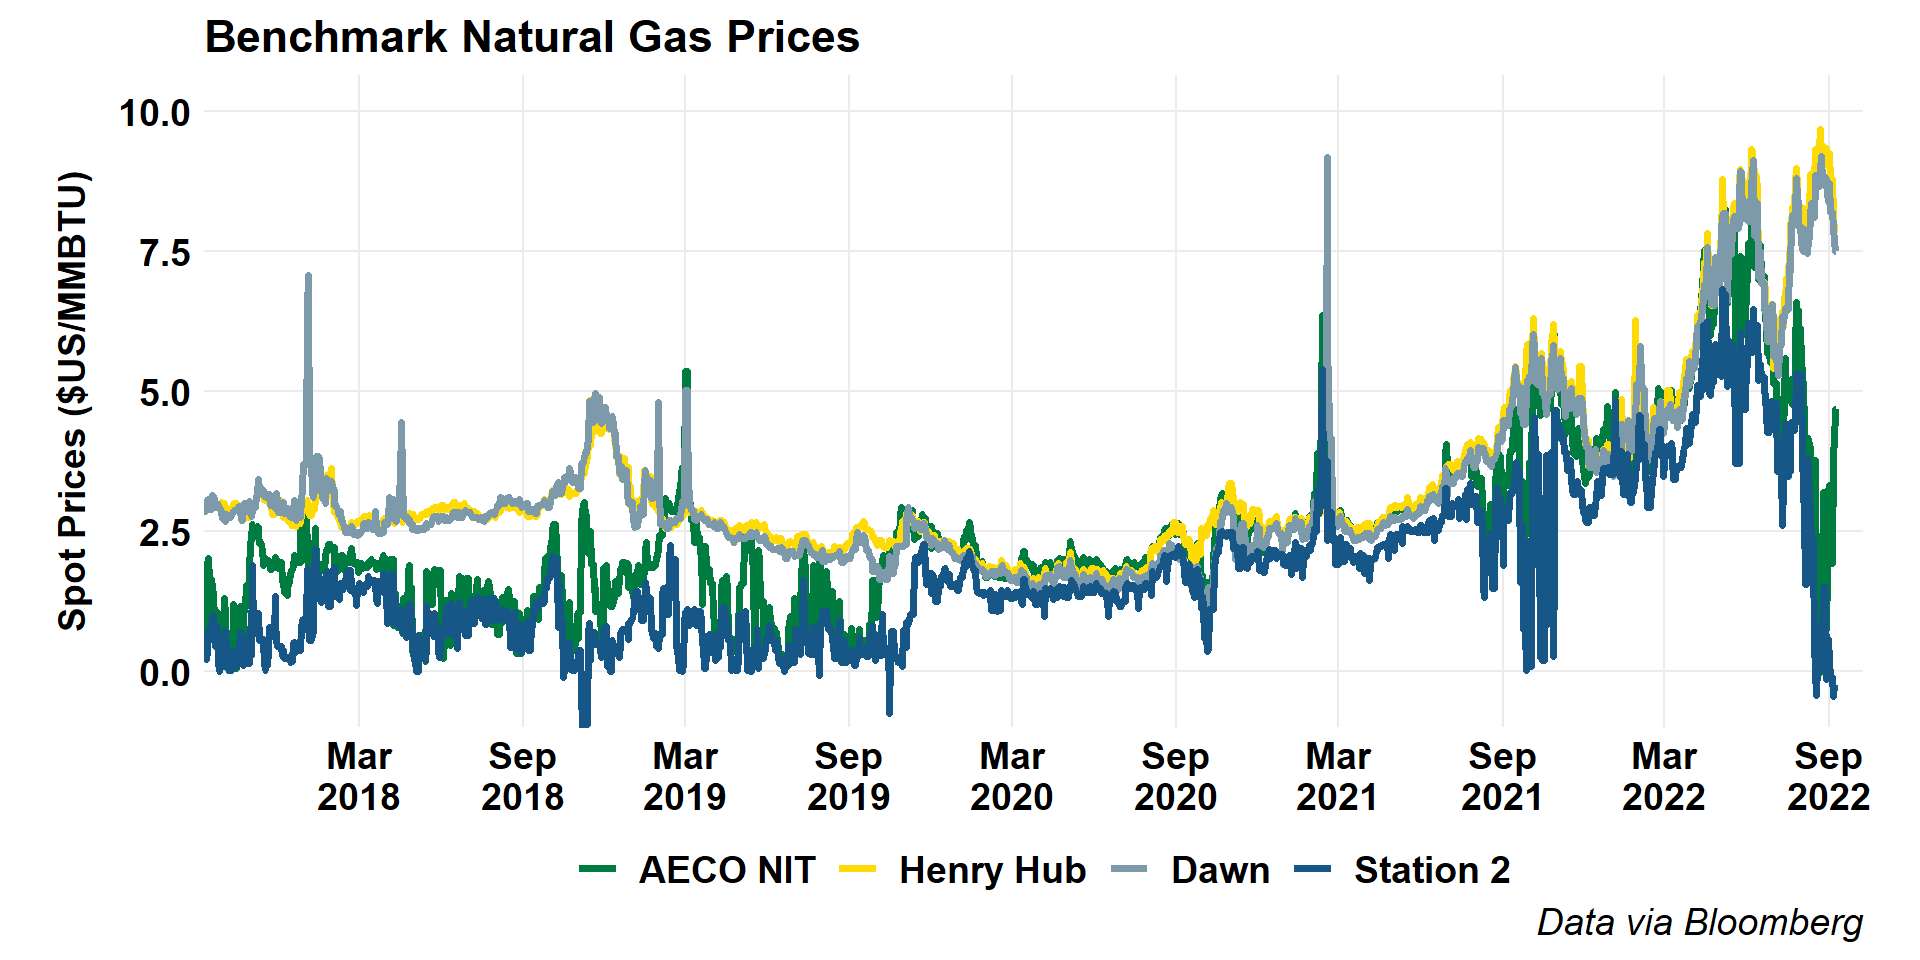 Benchmark Natural Gas Prices
Spot Prices ($US/MMBTU)
10.0
7.5
5.0
2.5
0.0
Mar 2018
Sep 2018
Mar 2019
Sep 2019
Mar 2020
Sep 2020
Mar 2021
Sep 2021
Mar 2022
Sep 2022
AECO NIT
Henry Hub
Dawn
Station 2
Data via Bloomberg